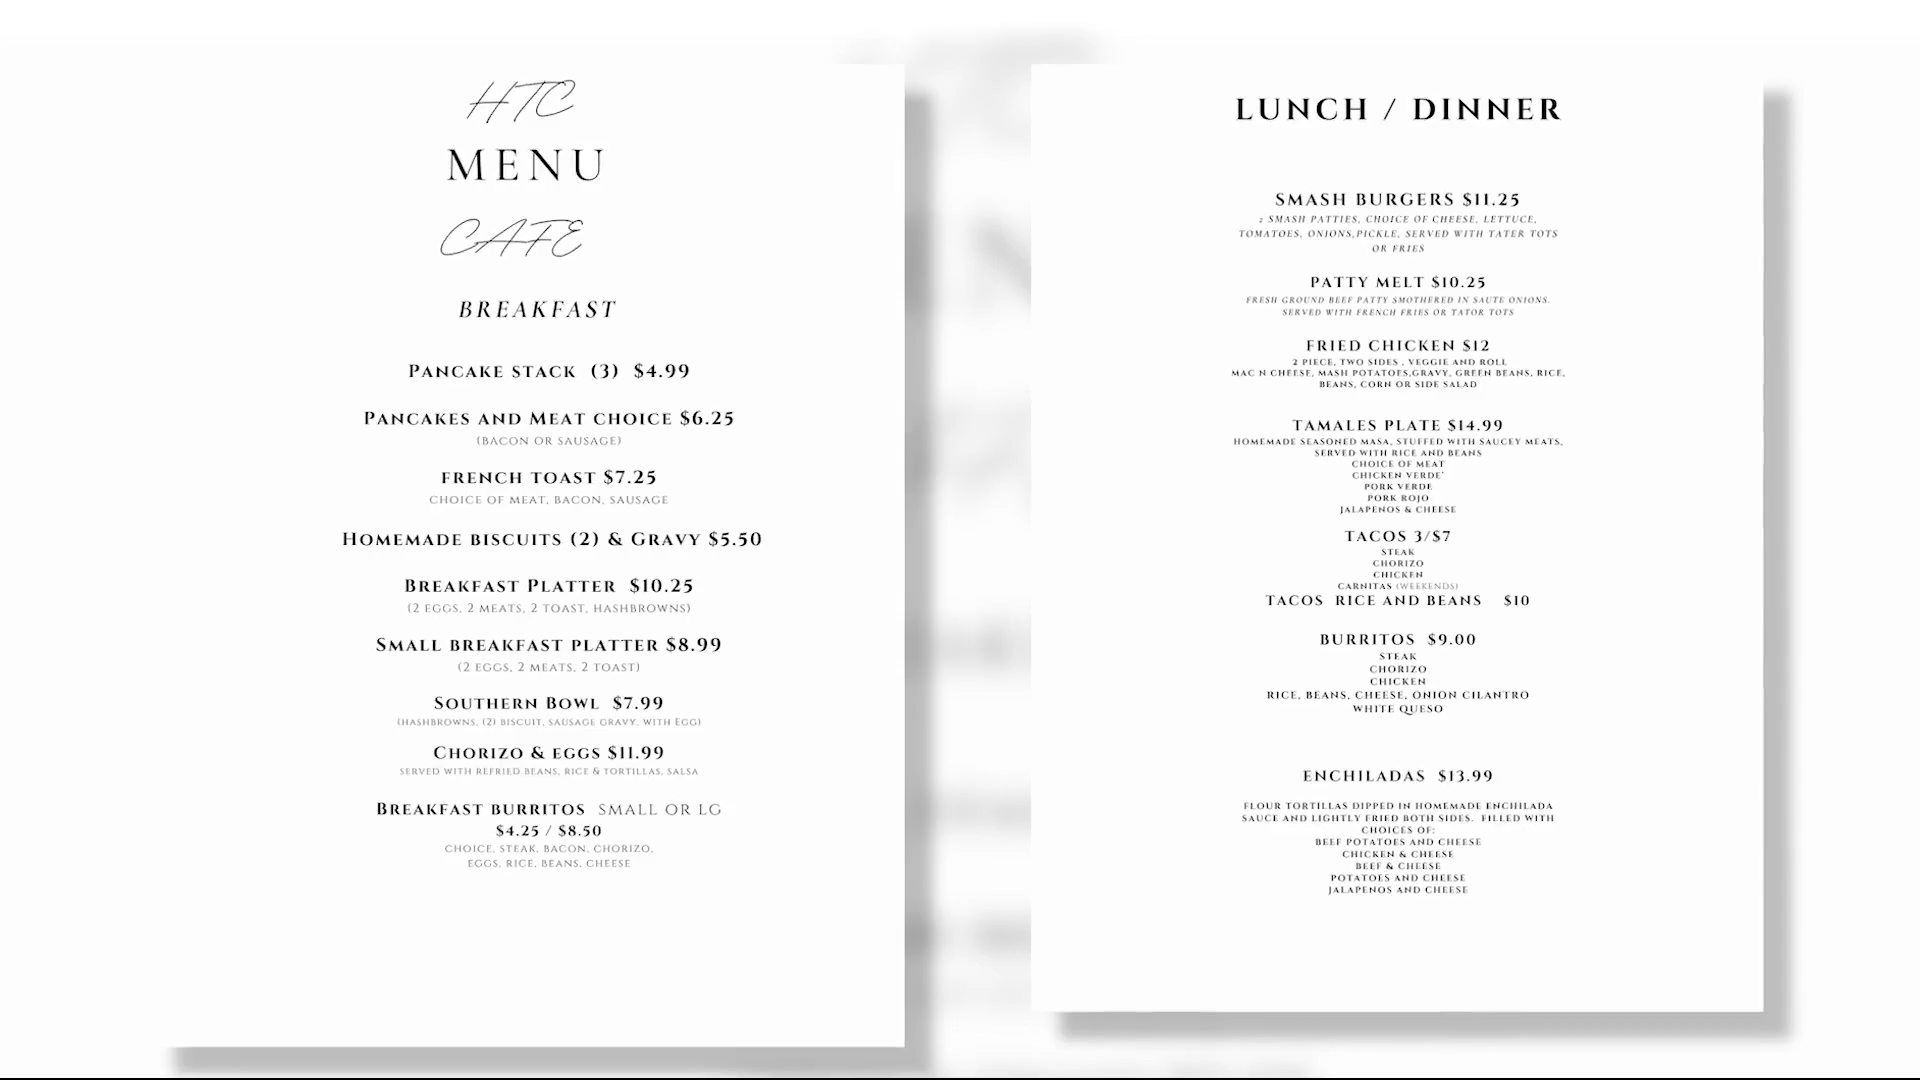 HTC
MENU
CAFE
BREAKFAST
PANCAKE STACK (3) $4.99
PANCAKES AND MEAT CHOICE $6.25
(BACON OR SAUSAGE)
FRENCH TOAST $7.25
CHOICE OF MEAT, BACON, SAUSAGE
HOMEMADE BISCUITS (2) & GRAVY $5.50
BREAKFAST PLATTER $10.25
(2 EGGS, 2 MEATS, 2 TOAST, HASHBROWNS)
SMALL BREAKFAST PLATTER $8.99
(2 EGGS, 2 MEATS, 2 TOAST)
SOUTHERN BOWL $7.99
(HASHBROWNS, (2) BISCUIT, SAUSAGE GRAVY, WITH EGG)
CHORIZO & EGGS $11.99
SERVED WITH REFRIED BEANS, RICE & TORTILLAS, SALSA
BREAKFAST BURRITOS SMALL OR LG
$4.25 / $8.50
CHOICE, STEAK, BACON, CHORIZO,
EGGS, RICE, BEANS, CHEESE
LUNCH / DINNER
SMASH BURGERS $11.25
2 SMASH PATTIES, CHOICE OF CHEESE, LETTUCE,
TOMATOES, ONIONS,PICKLE, SERVED WITH TATER TOTS
OR FRIES
PATTY MELT $10.25
FRESH GROUND BEEF PATTY SMOTHERED IN SAUTE ONIONS.
SERVED WITH FRENCH FRIES OR TATOR TOTS
FRIED CHICKEN $12
2 PIECE, TWO SIDES , VEGGIE AND ROLL
MAC N CHEESE, MASH POTATOES,GRAVY, GREEN BEANS, RICE,
BEANS, CORN OR SIDE SALAD
TAMALES PLATE $14.99
HOMEMADE SEASONED MASA, STUFFED WITH SAUCEY MEATS,
SERVED WITH RICE AND BEANS
CHOICE OF MEAT
CHICKEN VERDE'
PORK VERDE
PORK ROJO
JALAPENOS & CHEESE
TACOS 3/$7
STEAK
CHORIZO
CHICKEN
CARNITAS (WEEKENDS)
TACOS RICE AND BEANS $10
BURRITOS $9.00
STEAK
CHORIZO
CHICKEN
RICE, BEANS, CHEESE, ONION CILANTRO
WHITE QUESO
ENCHILADAS $13.99
FLOUR TORTILLAS DIPPED IN HOMEMADE ENCHILADA
SAUCE AND LIGHTLY FRIED BOTH SIDES. FILLED WITH
CHOICES OF:
BEEF POTATOES AND CHEESE
CHICKEN & CHEESE
BEEF & CHEESE
POTATOES AND CHEESE
JALAPENOS AND CHEESE